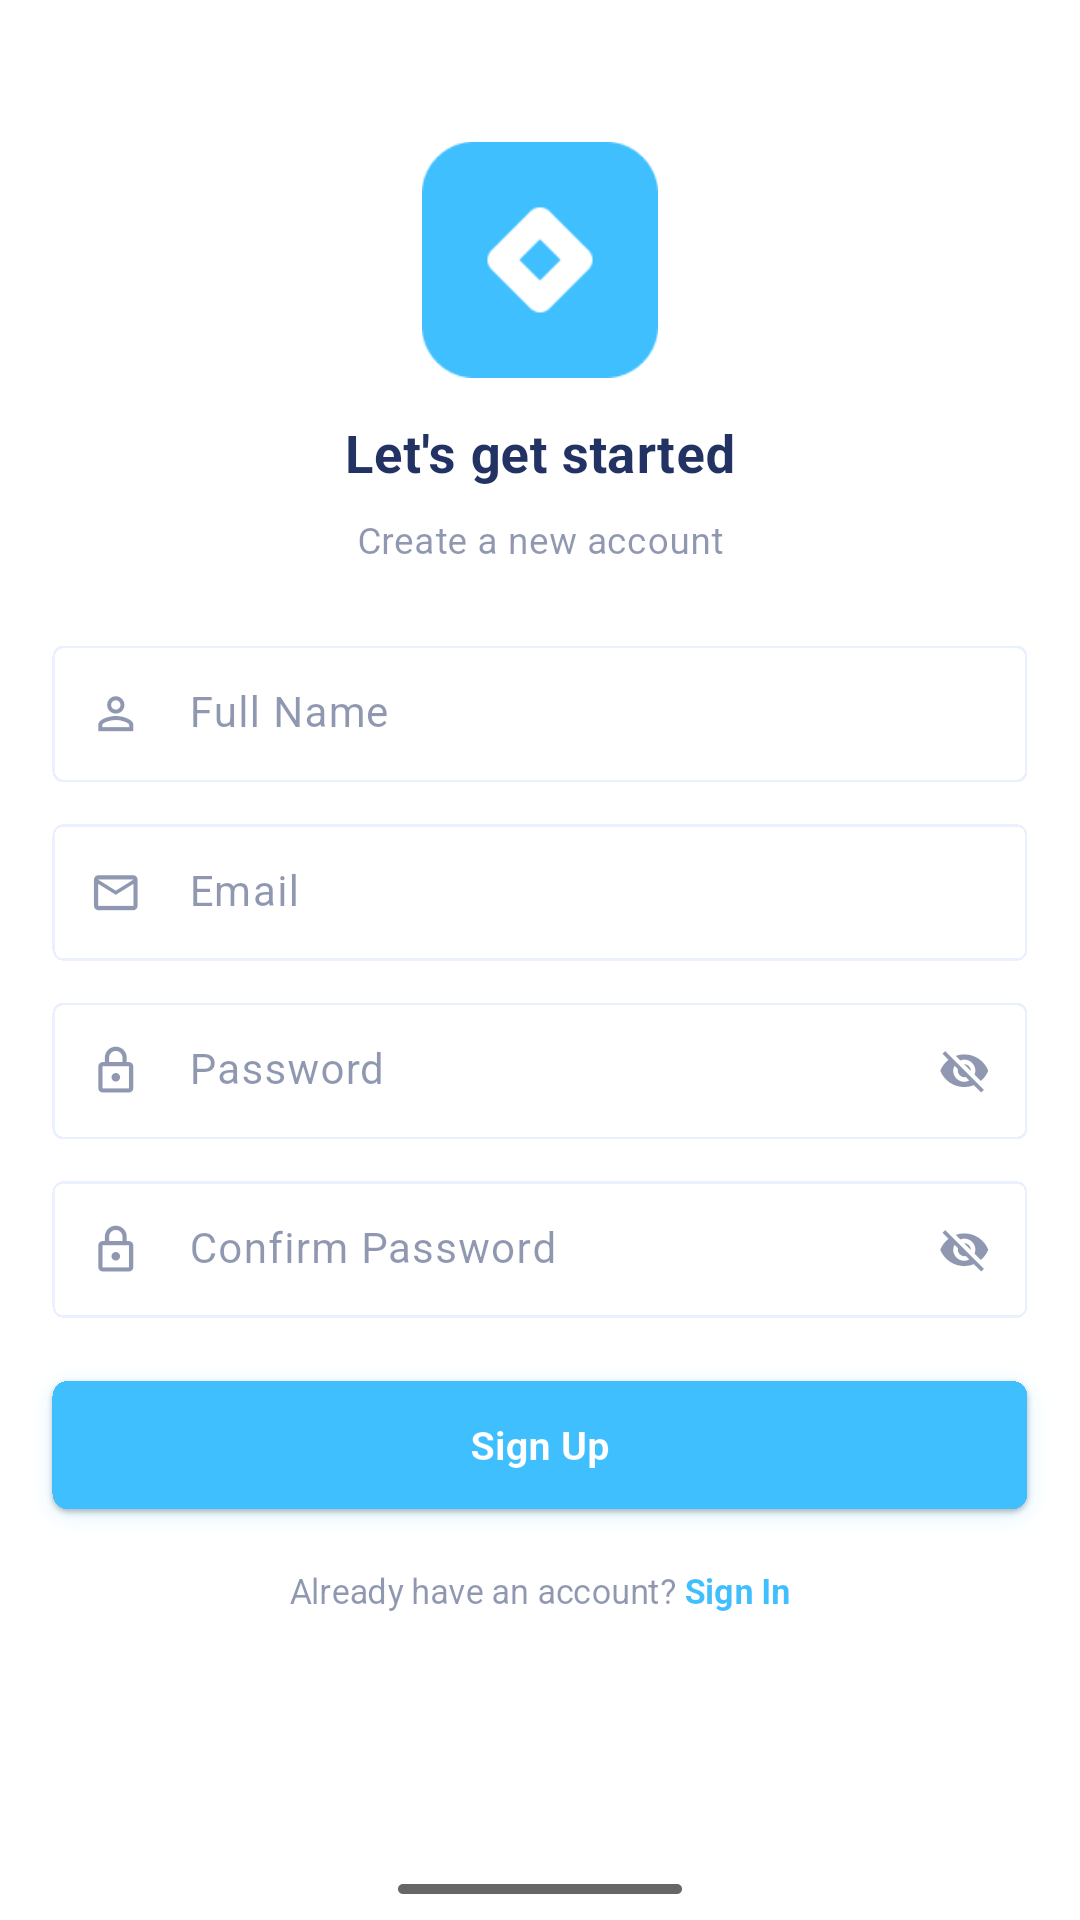 Let's get started
Create a new account
Full Name
Email
Password
Confirm Password
Sign Up
Already have an account? Sign In